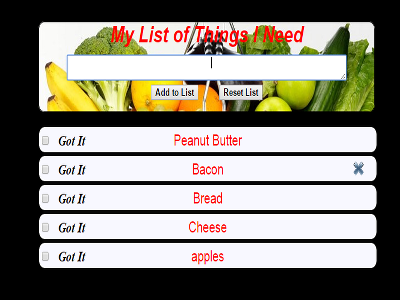 My List of Things I Need
Add to List Reset List
Got It Peanut Butter
Got It Bacon
Got It Bread
Got It Cheese
Got It apples